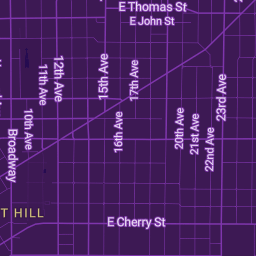 E Thomas St
E John St
15th Ave
17th Ave
12th Ave
11th Ave
23rd Ave
10th Ave
16th Ave
20th Ave
21st Ave
22nd Ave
Broadway
T HILL
E Cherry St